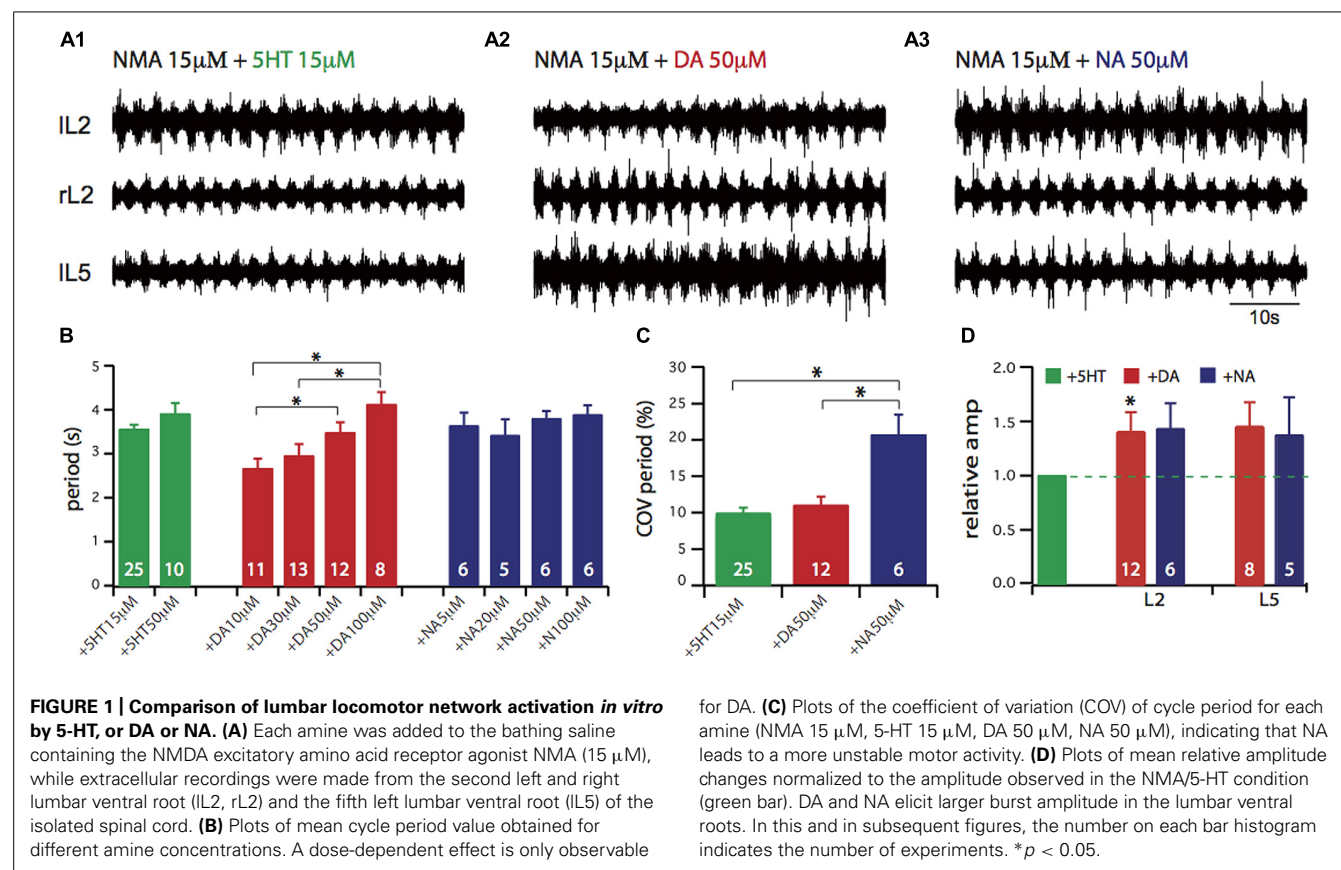 A1
NMA 15μM + 5HT 15μM
A2
NMA 15μM + DA 50μM
A3
NMA 15μM + NA 50μM
lL2
rL2
lL5
10s
B
period (s)
5
4
3
2
1
0
*
*
*
25
10
11
13
12
8
6
5
6
6
+5HT15μM
+5HT50μM
+DA10μM
+DA30μM
+DA50μM
+DA100μM
+NA5μM
+NA20μM
+NA50μM
+N100μM
C
COV period (%)
30
25
20
15
10
5
0
*
*
25
12
6
+5HT15μM
+DA50μM
+NA50μM
D
relative amp
2.0
1.5
1.0
0.5
0.0
+5HT
+DA
+NA
*
12
6
8
5
L2
L5
FIGURE 1 | Comparison of lumbar locomotor network activation in vitro
by 5-HT, or DA or NA. (A) Each amine was added to the bathing saline
containing the NMDA excitatory amino acid receptor agonist NMA (15 μM),
while extracellular recordings were made from the second left and right
lumbar ventral root (lL2, rL2) and the fifth left lumbar ventral root (lL5) of the
isolated spinal cord. (B) Plots of mean cycle period value obtained for
different amine concentrations. A dose-dependent effect is only observable
for DA. (C) Plots of the coefficient of variation (COV) of cycle period for each
amine (NMA 15 μM, 5-HT 15 μM, DA 50 μM, NA 50 μM), indicating that NA
leads to a more unstable motor activity. (D) Plots of mean relative amplitude
changes normalized to the amplitude observed in the NMA/5-HT condition
(green bar). DA and NA elicit larger burst amplitude in the lumbar ventral
roots. In this and in subsequent figures, the number on each bar histogram
indicates the number of experiments. *p < 0.05.